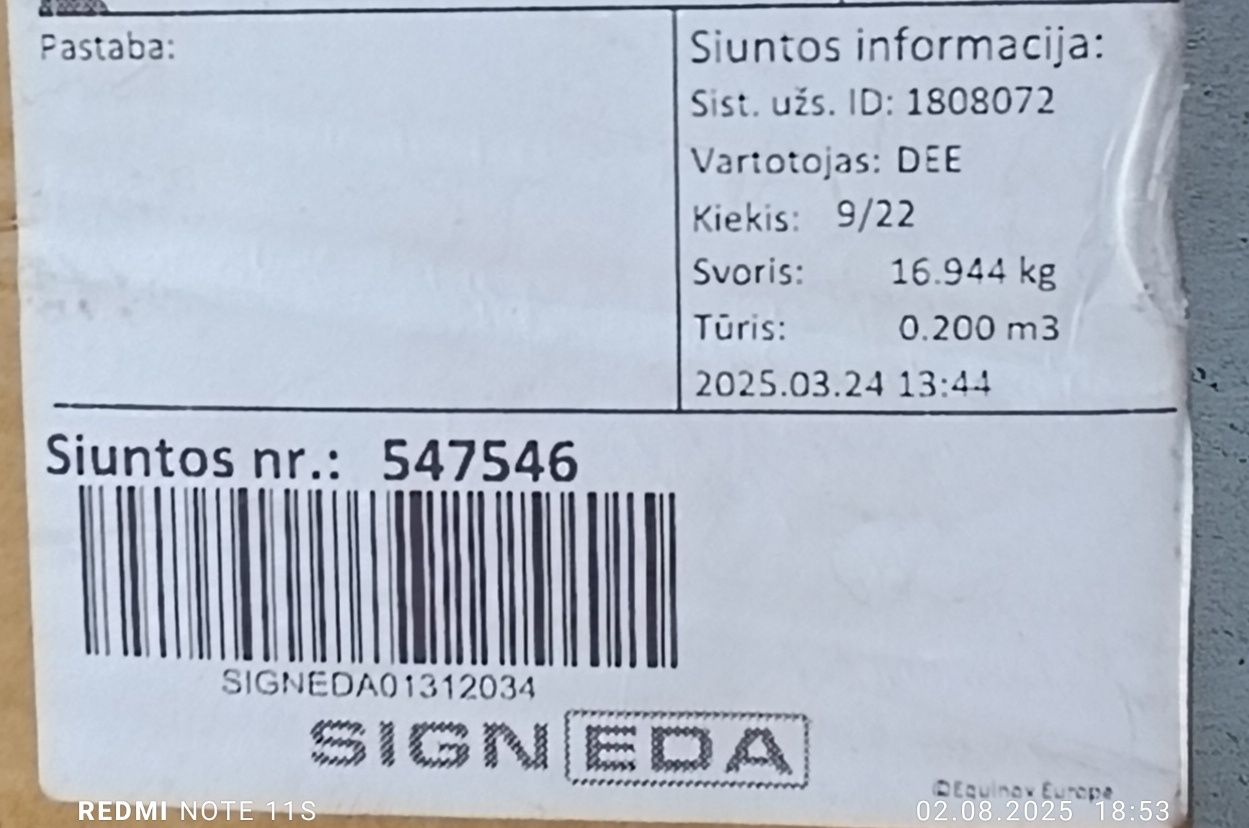 Pastaba:
Siuntos informacija:
Sist. užs. ID: 1808072
Vartotojas: DEE
Kiekis: 9/22
Svoris: 16.944 kg
Tūris: 0.200 m3
2025.03.24 13:44
Siuntos nr.: 547546
SIGNEDA01312034
SIGNEDA
©Equinox Europe
REDMI NOTE 11S
02.08.2025 18:53